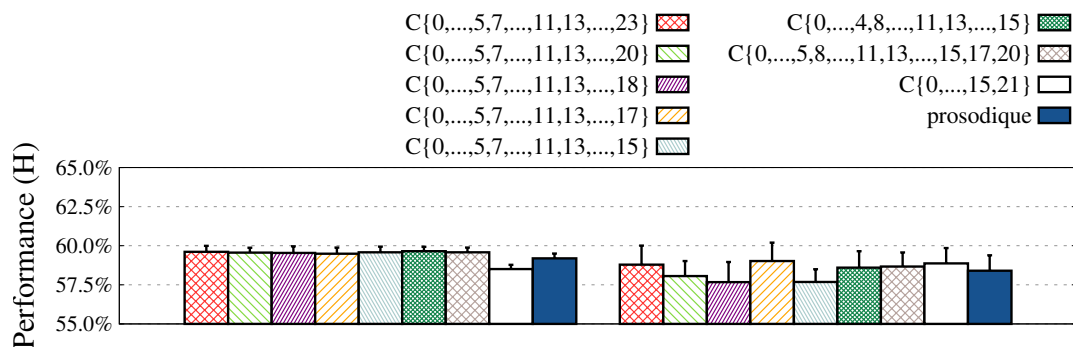 C{0,...,5,7,...,11,13,...,23}
C{0,...,5,7,...,11,13,...,20}
C{0,...,5,7,...,11,13,...,18}
C{0,...,5,7,...,11,13,...,17}
C{0,...,5,7,...,11,13,...,15}
C{0,...,4,8,...,11,13,...,15}
C{0,...,5,8,...,11,13,...,15,17,20}
C{0,...,15,21}
prosodique
Performance (H)
65.0%
62.5%
60.0%
57.5%
55.0%